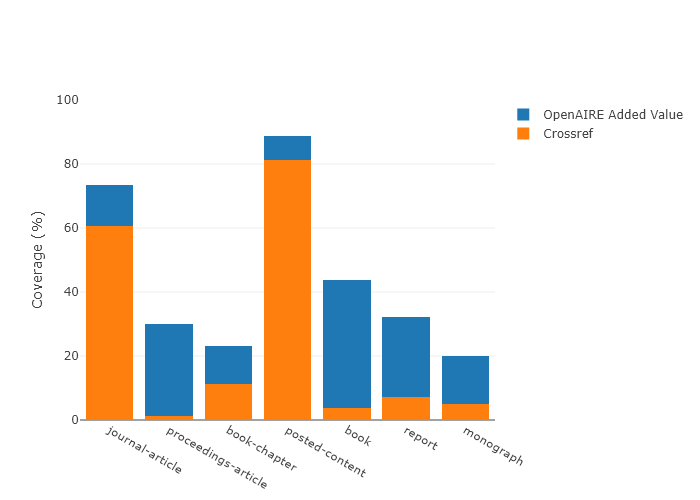 100
80
60
40
20
0
Coverage (%)
journal-article
proceedings-article
book-chapter
posted-content
book
report
monograph
OpenAIRE Added Value
Crossref